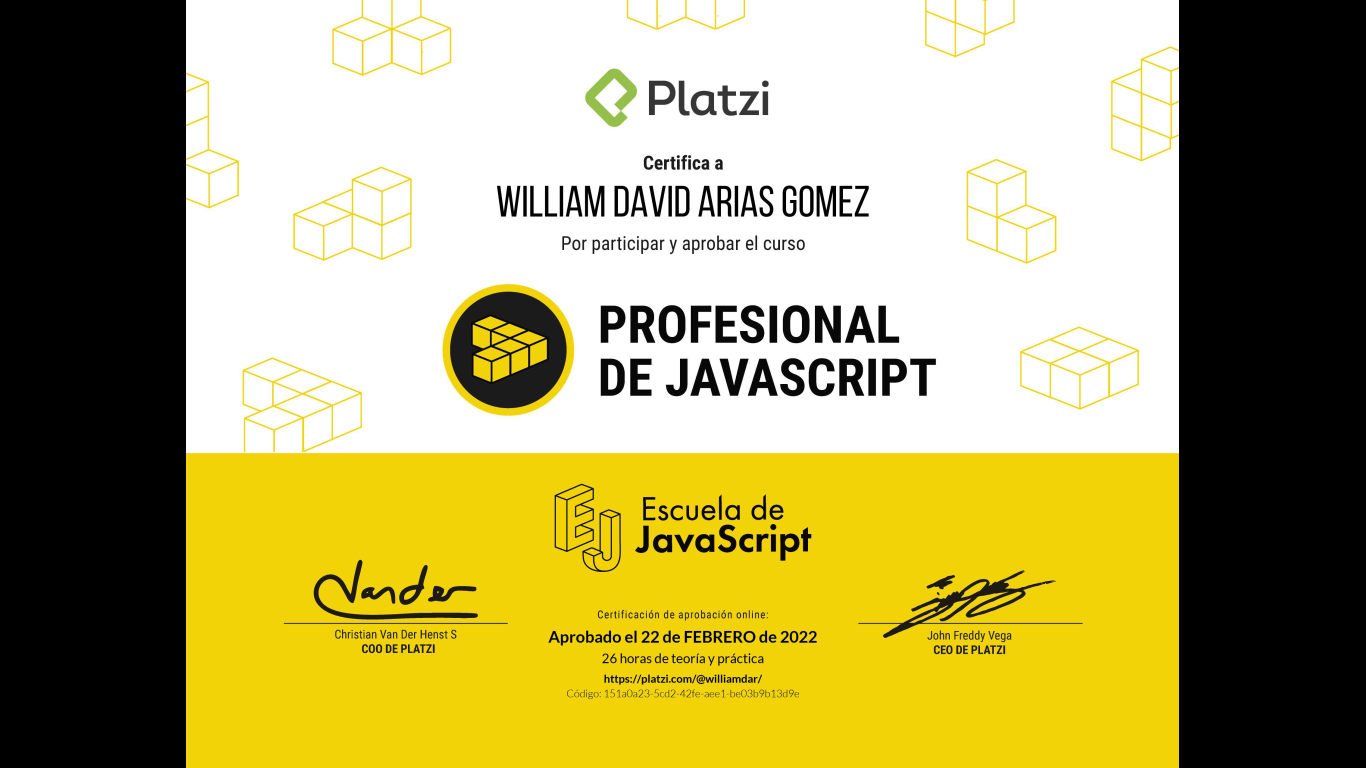 Platzi
Certifica a
WILLIAM DAVID ARIAS GOMEZ
Por participar y aprobar el curso
PROFESIONAL
DE JAVASCRIPT
EJ
Escuela de
JavaScript
Vander
Christian Van Der Henst S
COO DE PLATZI
Certificación de aprobación online:
Aprobado el 22 de FEBRERO de 2022
26 horas de teoría y práctica
https://platzi.com/@williamdar/
Código: 151a0a23-5cd2-42fe-aee1-be03b9b13d9e
John Freddy Vega
CEO DE PLATZI